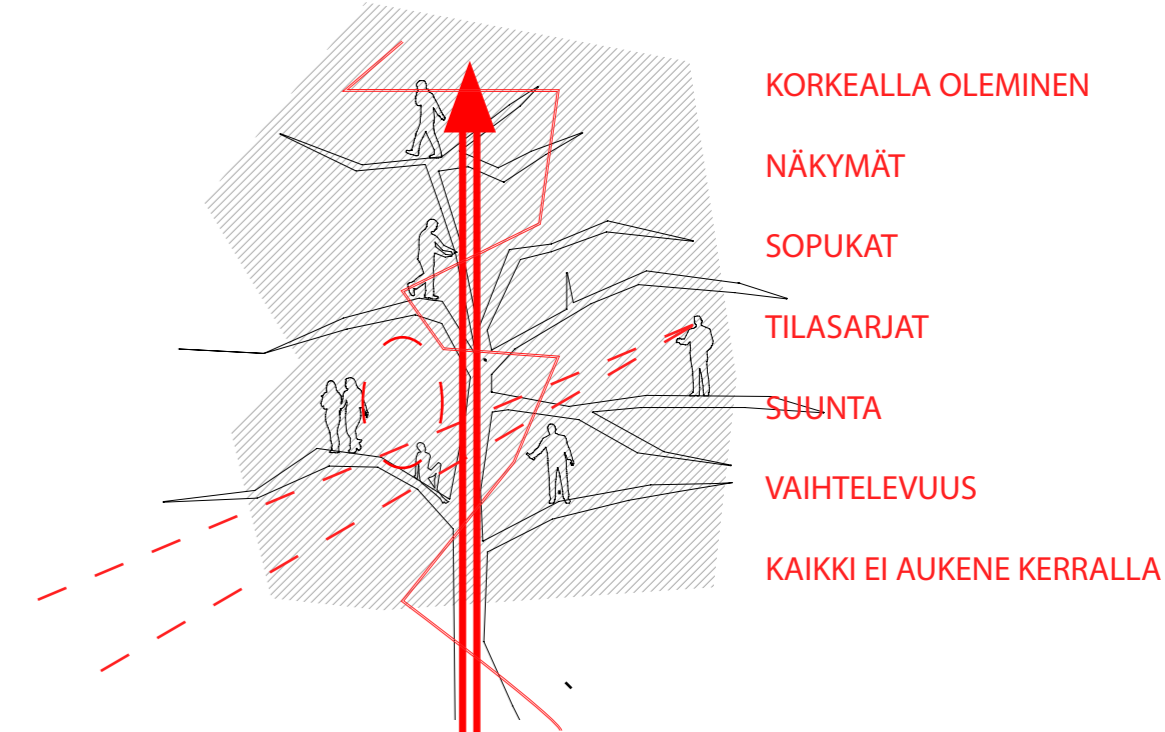 KORKEALLA OLEMINEN
NÄKYMÄT
SOPUKAT
TILASARJAT
SUUNTA
VAIHTELEVUUS
KAIKKI EI AUKENE KERRALLA